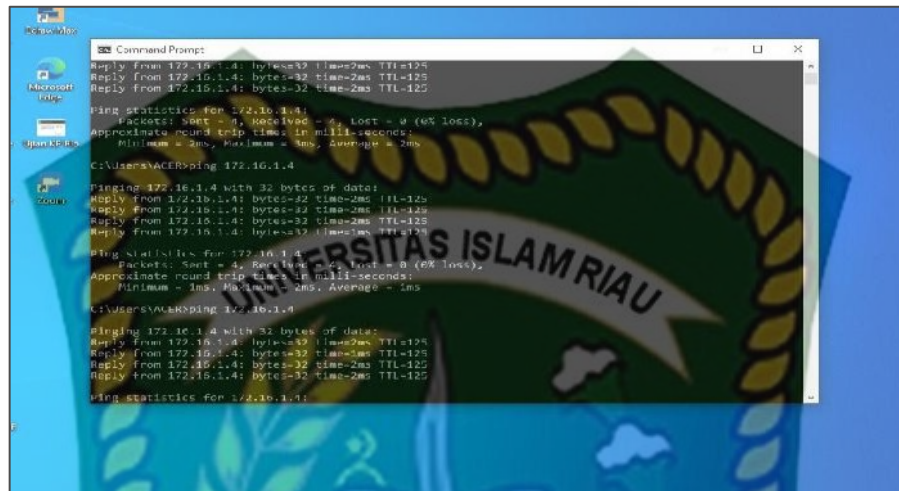 Microsoft
Edge
Zoom
Command Prompt
Reply from 172.16.1.4: bytes=32 time=2ms TTL=125
Reply from 172.16.1.4: bytes=32 time=3ms TTL=125
Reply from 172.16.1.4: bytes=32 time=2ms TTL=125
Ping statistics for 172.16.1.4:
Packets: Sent = 4, Received = 4, Lost = 0 (0% loss),
Approximate round trip times in milli-seconds:
Minimum = 2ms, Maximum = 3ms, Average = 2ms
C:\Users\ACER>ping 172.16.1.4
Pinging 172.16.1.4 with 32 bytes of data:
Reply from 172.16.1.4: bytes=32 time=2ms TTL=125
Reply from 172.16.1.4: bytes=32 time=2ms TTL=125
Reply from 172.16.1.4: bytes=32 time=2ms TTL=125
Reply from 172.16.1.4: bytes=32 time=1ms TTL=125
Ping statistics for 172.16.1.4:
Packets: Sent = 4, Received = 4, Lost = 0 (0% loss),
Approximate round trip times in milli-seconds:
Minimum = 1ms, Maximum = 2ms, Average = 1ms
C:\Users\ACER>ping 172.16.1.4
Pinging 172.16.1.4 with 32 bytes of data:
Reply from 172.16.1.4: bytes=32 time=2ms TTL=125
Reply from 172.16.1.4: bytes=32 time=1ms TTL=125
Reply from 172.16.1.4: bytes=32 time=2ms TTL=125
Reply from 172.16.1.4: bytes=32 time=2ms TTL=125
Ping statistics for 172.16.1.4:
UNIVERSITAS ISLAM RIAU